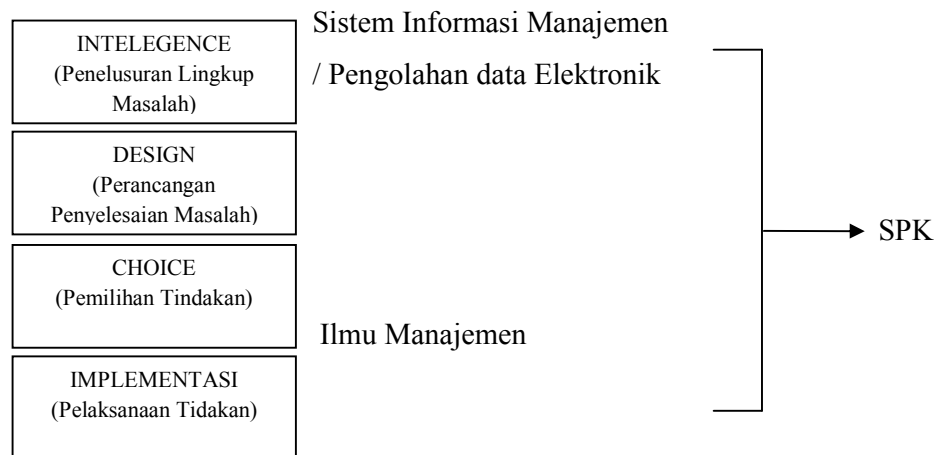 INTELEGENCE
(Penelusuran Lingkup
Masalah)
Sistem Informasi Manajemen
/ Pengolahan data Elektronik
DESIGN
(Perancangan
Penyelesaian Masalah)
SPK
CHOICE
(Pemilihan Tindakan)
Ilmu Manajemen
IMPLEMENTASI
(Pelaksanaan Tidakan)